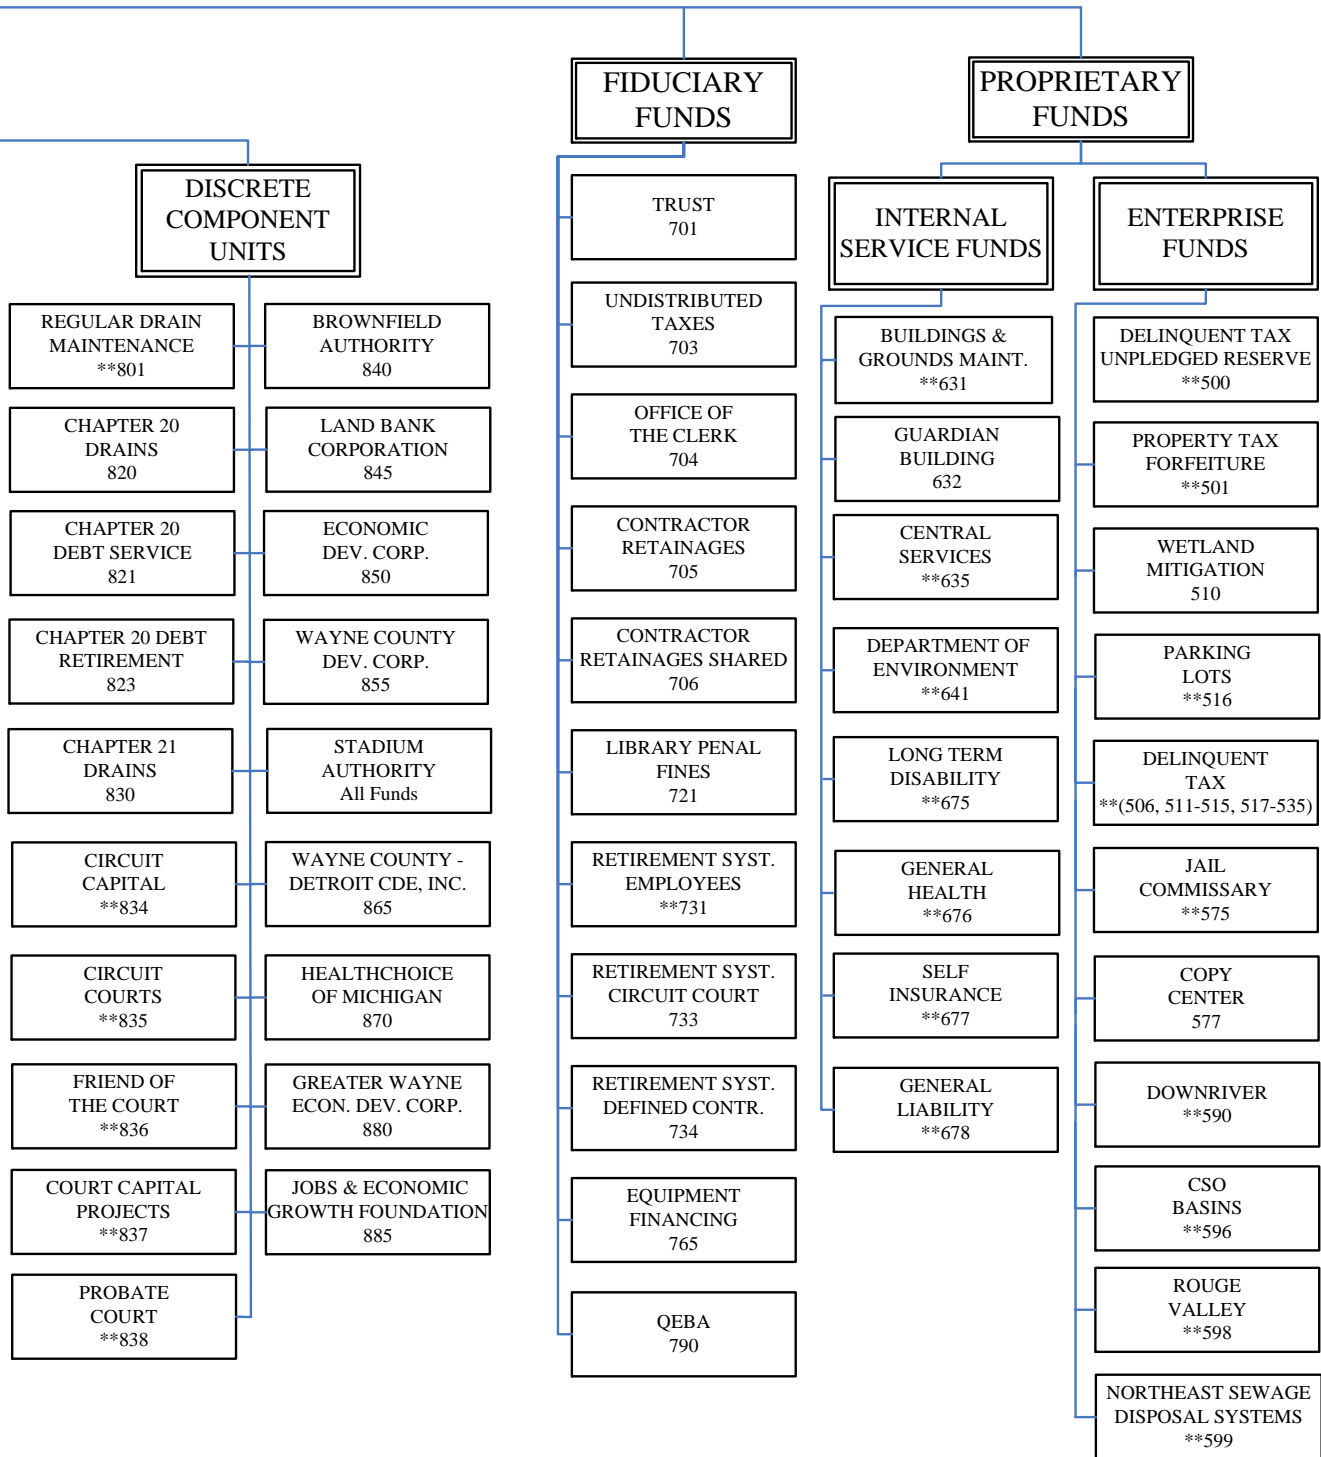 FIDUCIARY
FUNDS
PROPRIETARY
FUNDS
DISCRETE
COMPONENT
UNITS
INTERNAL
SERVICE FUNDS
ENTERPRISE
FUNDS
REGULAR DRAIN
MAINTENANCE
**801
CHAPTER 20
DRAINS
820
CHAPTER 20
DEBT SERVICE
821
CHAPTER 20 DEBT
RETIREMENT
823
CHAPTER 21
DRAINS
830
CIRCUIT
CAPITAL
**834
CIRCUIT
COURTS
**835
FRIEND OF
THE COURT
**836
COURT CAPITAL
PROJECTS
**837
PROBATE
COURT
**838
BROWNFIELD
AUTHORITY
840
LAND BANK
CORPORATION
845
ECONOMIC
DEV. CORP.
850
WAYNE COUNTY
DEV. CORP.
855
STADIUM
AUTHORITY
All Funds
WAYNE COUNTY -
DETROIT CDE, INC.
865
HEALTHCHOICE
OF MICHIGAN
870
GREATER WAYNE
ECON. DEV. CORP.
880
JOBS & ECONOMIC
GROWTH FOUNDATION
885
TRUST
701
UNDISTRIBUTED
TAXES
703
OFFICE OF
THE CLERK
704
CONTRACTOR
RETAINAGES
705
CONTRACTOR
RETAINAGES SHARED
706
LIBRARY PENAL
FINES
721
RETIREMENT SYST.
EMPLOYEES
**731
RETIREMENT SYST.
CIRCUIT COURT
733
RETIREMENT SYST.
DEFINED CONTR.
734
EQUIPMENT
FINANCING
765
QEBA
790
BUILDINGS &
GROUNDS MAINT.
**631
GUARDIAN
BUILDING
632
CENTRAL
SERVICES
**635
DEPARTMENT OF
ENVIRONMENT
**641
LONG TERM
DISABILITY
**675
GENERAL
HEALTH
**676
SELF
INSURANCE
**677
GENERAL
LIABILITY
**678
DELINQUENT TAX
UNPLEDGED RESERVE
**500
PROPERTY TAX
FORFEITURE
**501
WETLAND
MITIGATION
510
PARKING
LOTS
**516
DELINQUENT
TAX
**(506, 511-515, 517-535)
JAIL
COMMISSARY
**575
COPY
CENTER
577
DOWNRIVER
**590
CSO
BASINS
**596
ROUGE
VALLEY
**598
NORTHEAST SEWAGE
DISPOSAL SYSTEMS
**599